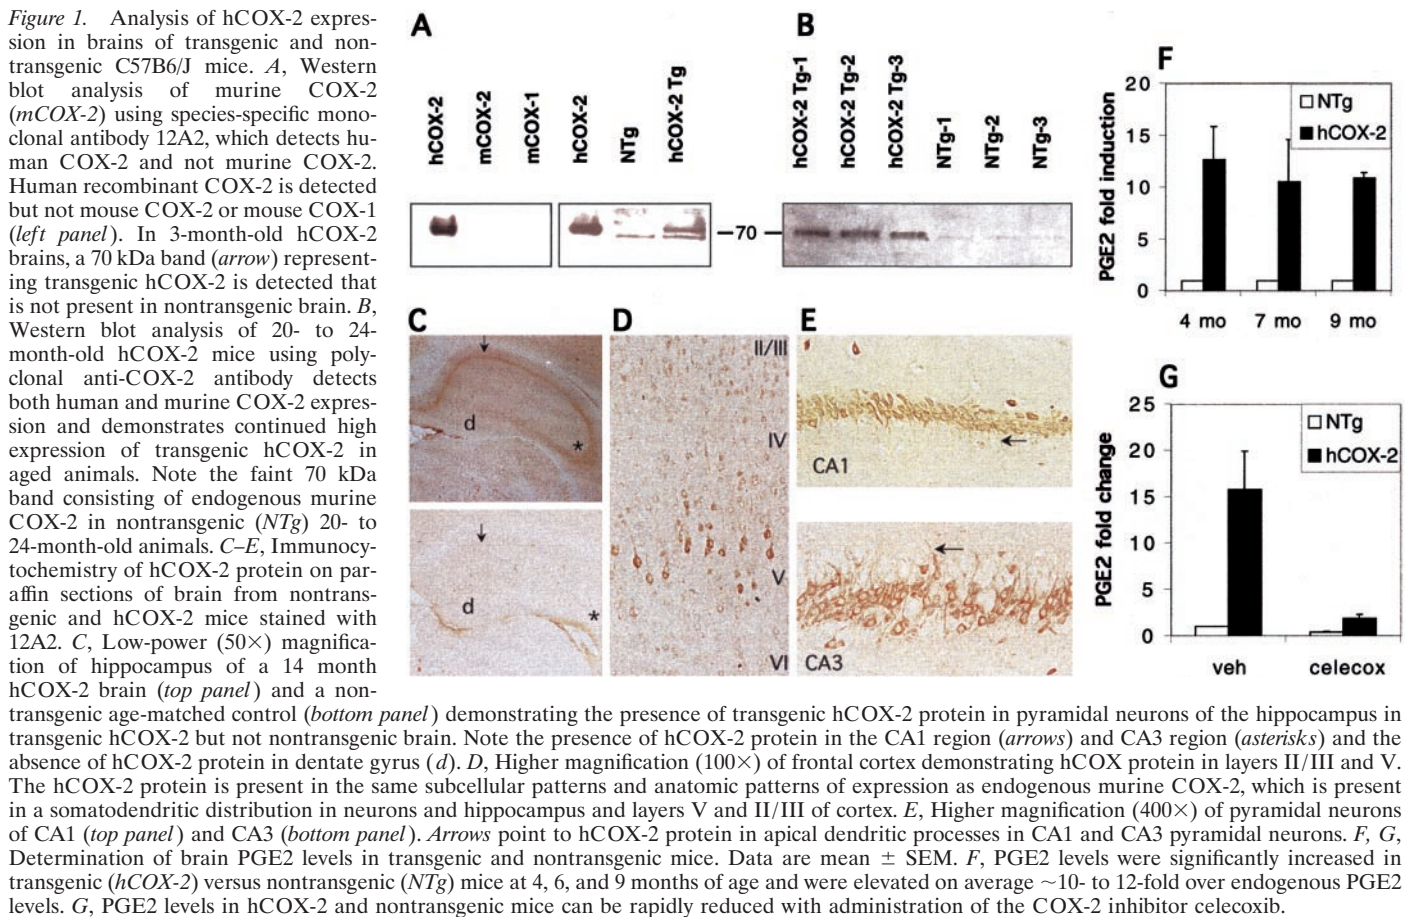 Figure 1. Analysis of hCOX-2 expres-
sion in brains of transgenic and non-
transgenic C57B6/J mice. A, Western
blot analysis of murine COX-2
(mCOX-2) using species-specific mono-
clonal antibody 12A2, which detects hu-
man COX-2 and not murine COX-2.
Human recombinant COX-2 is detected
but not mouse COX-2 or mouse COX-1
(left panel). In 3-month-old hCOX-2
brains, a 70 kDa band (arrow) represent-
ing transgenic hCOX-2 is detected that
is not present in nontransgenic brain. B,
Western blot analysis of 20- to 24-
month-old hCOX-2 mice using poly-
clonal anti-COX-2 antibody detects
both human and murine COX-2 expres-
sion and demonstrates continued high
expression of transgenic hCOX-2 in
aged animals. Note the faint 70 kDa
band consisting of endogenous murine
COX-2 in nontransgenic (NTg) 20- to
24-month-old animals. C–E, Immunocy-
tochemistry of hCOX-2 protein on par-
affin sections of brain from nontrans-
genic and hCOX-2 mice stained with
12A2. C, Low-power (50×) magnifica-
tion of hippocampus of a 14 month
hCOX-2 brain (top panel) and a non-
transgenic age-matched control (bottom panel) demonstrating the presence of transgenic hCOX-2 protein in pyramidal neurons of the hippocampus in
transgenic hCOX-2 but not nontransgenic brain. Note the presence of hCOX-2 protein in the CA1 region (arrows) and CA3 region (asterisks) and the
absence of hCOX-2 protein in dentate gyrus (d). D, Higher magnification (100×) of frontal cortex demonstrating hCOX protein in layers II/III and V.
The hCOX-2 protein is present in the same subcellular patterns and anatomic patterns of expression as endogenous murine COX-2, which is present
in a somatodendritic distribution in neurons and hippocampus and layers V and II/III of cortex. E, Higher magnification (400×) of pyramidal neurons
of CA1 (top panel) and CA3 (bottom panel). Arrows point to hCOX-2 protein in apical dendritic processes in CA1 and CA3 pyramidal neurons. F, G,
Determination of brain PGE2 levels in transgenic and nontransgenic mice. Data are mean ± SEM. F, PGE2 levels were significantly increased in
transgenic (hCOX-2) versus nontransgenic (NTg) mice at 4, 6, and 9 months of age and were elevated on average ~10- to 12-fold over endogenous PGE2
levels. G, PGE2 levels in hCOX-2 and nontransgenic mice can be rapidly reduced with administration of the COX-2 inhibitor celecoxib.
A
hCOX-2
mCOX-2
mCOX-1
hCOX-2
NTg
hCOX-2 Tg
70
B
hCOX-2 Tg-1
hCOX-2 Tg-2
hCOX-2 Tg-3
NTg-1
NTg-2
NTg-3
C
d
*
d
*
D
II/III
IV
V
VI
E
CA1
CA3
F
PGE2 fold induction
20
15
10
5
0
NTg
hCOX-2
4 mo
7 mo
9 mo
G
PGE2 fold change
25
20
15
10
5
0
NTg
hCOX-2
veh
celecox